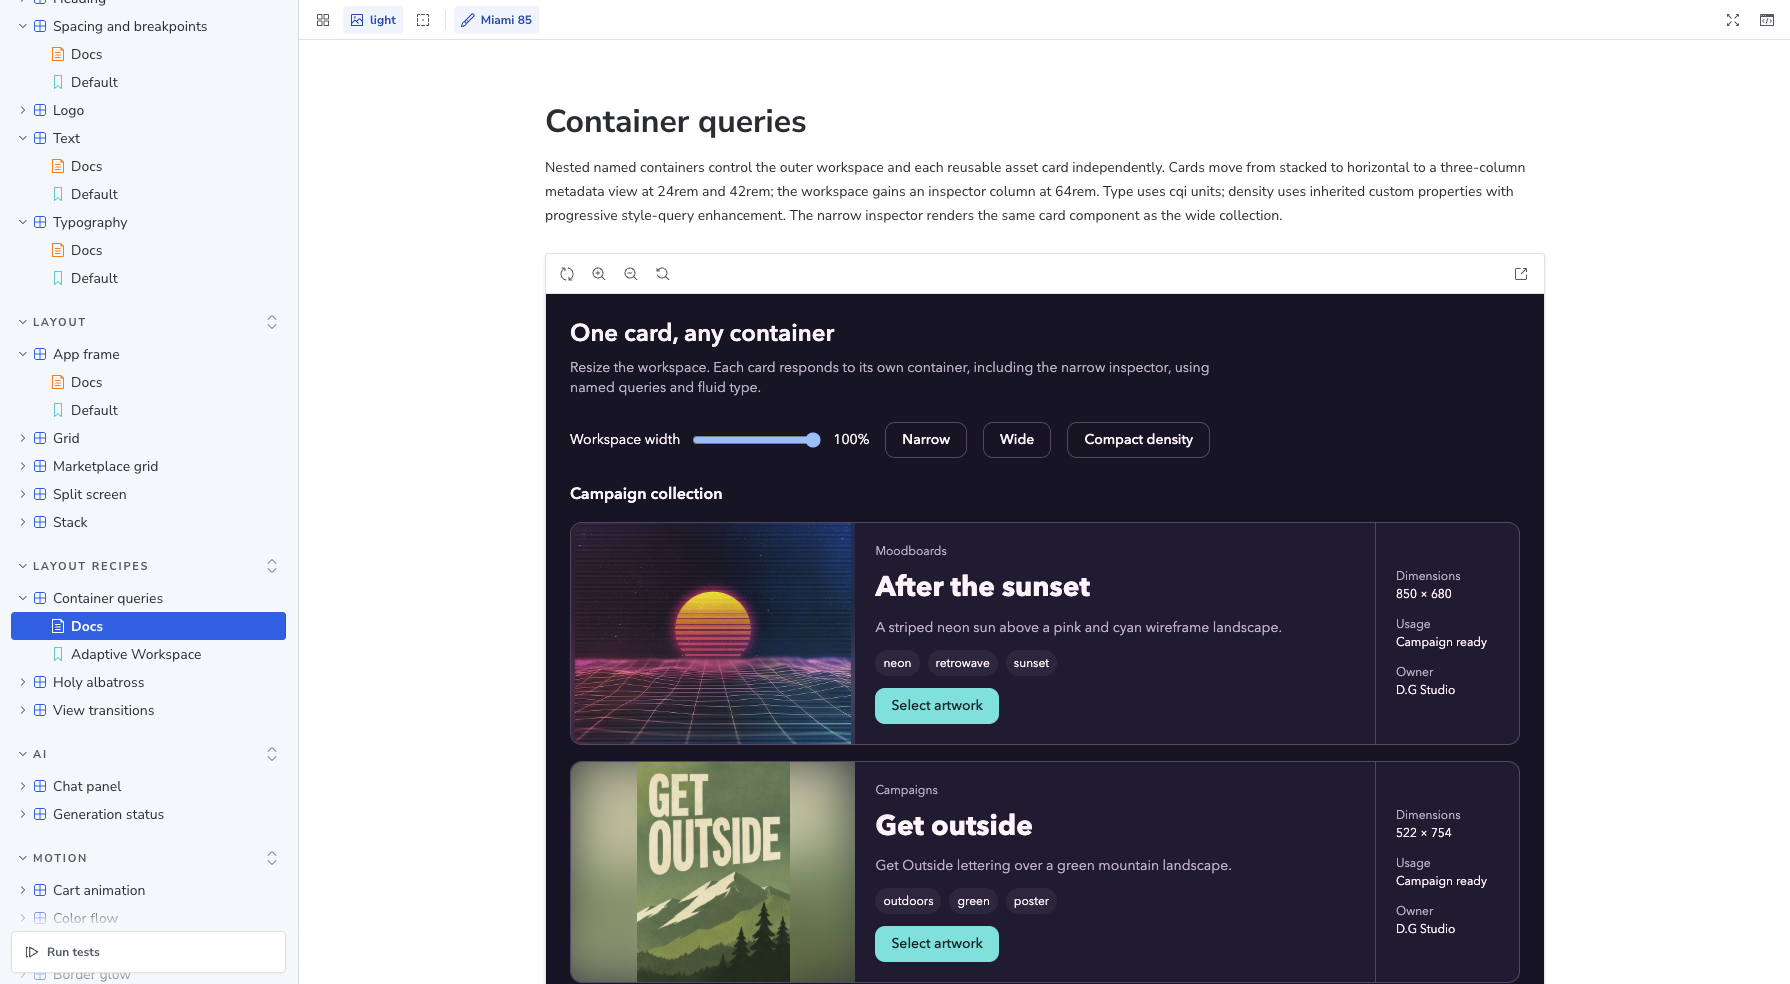 Heading
Spacing and breakpoints
Docs
Default
Logo
Text
Docs
Default
Typography
Docs
Default
LAYOUT
App frame
Docs
Default
Grid
Marketplace grid
Split screen
Stack
LAYOUT RECIPES
Container queries
Docs
Adaptive Workspace
Holy albatross
View transitions
AI
Chat panel
Generation status
MOTION
Cart animation
Color flow
Run tests
Border glow
light
Miami 85
Container queries
Nested named containers control the outer workspace and each reusable asset card independently. Cards move from stacked to horizontal to a three-column
metadata view at 24rem and 42rem; the workspace gains an inspector column at 64rem. Type uses cqi units; density uses inherited custom properties with
progressive style-query enhancement. The narrow inspector renders the same card component as the wide collection.
One card, any container
Resize the workspace. Each card responds to its own container, including the narrow inspector, using
named queries and fluid type.
Workspace width 100% Narrow Wide Compact density
Campaign collection
Moodboards
After the sunset
A striped neon sun above a pink and cyan wireframe landscape.
neon retrowave sunset
Select artwork
Dimensions
850 × 680
Usage
Campaign ready
Owner
D.G Studio
GET
OUTSIDE
Campaigns
Get outside
Get Outside lettering over a green mountain landscape.
outdoors green poster
Select artwork
Dimensions
522 × 754
Usage
Campaign ready
Owner
D.G Studio